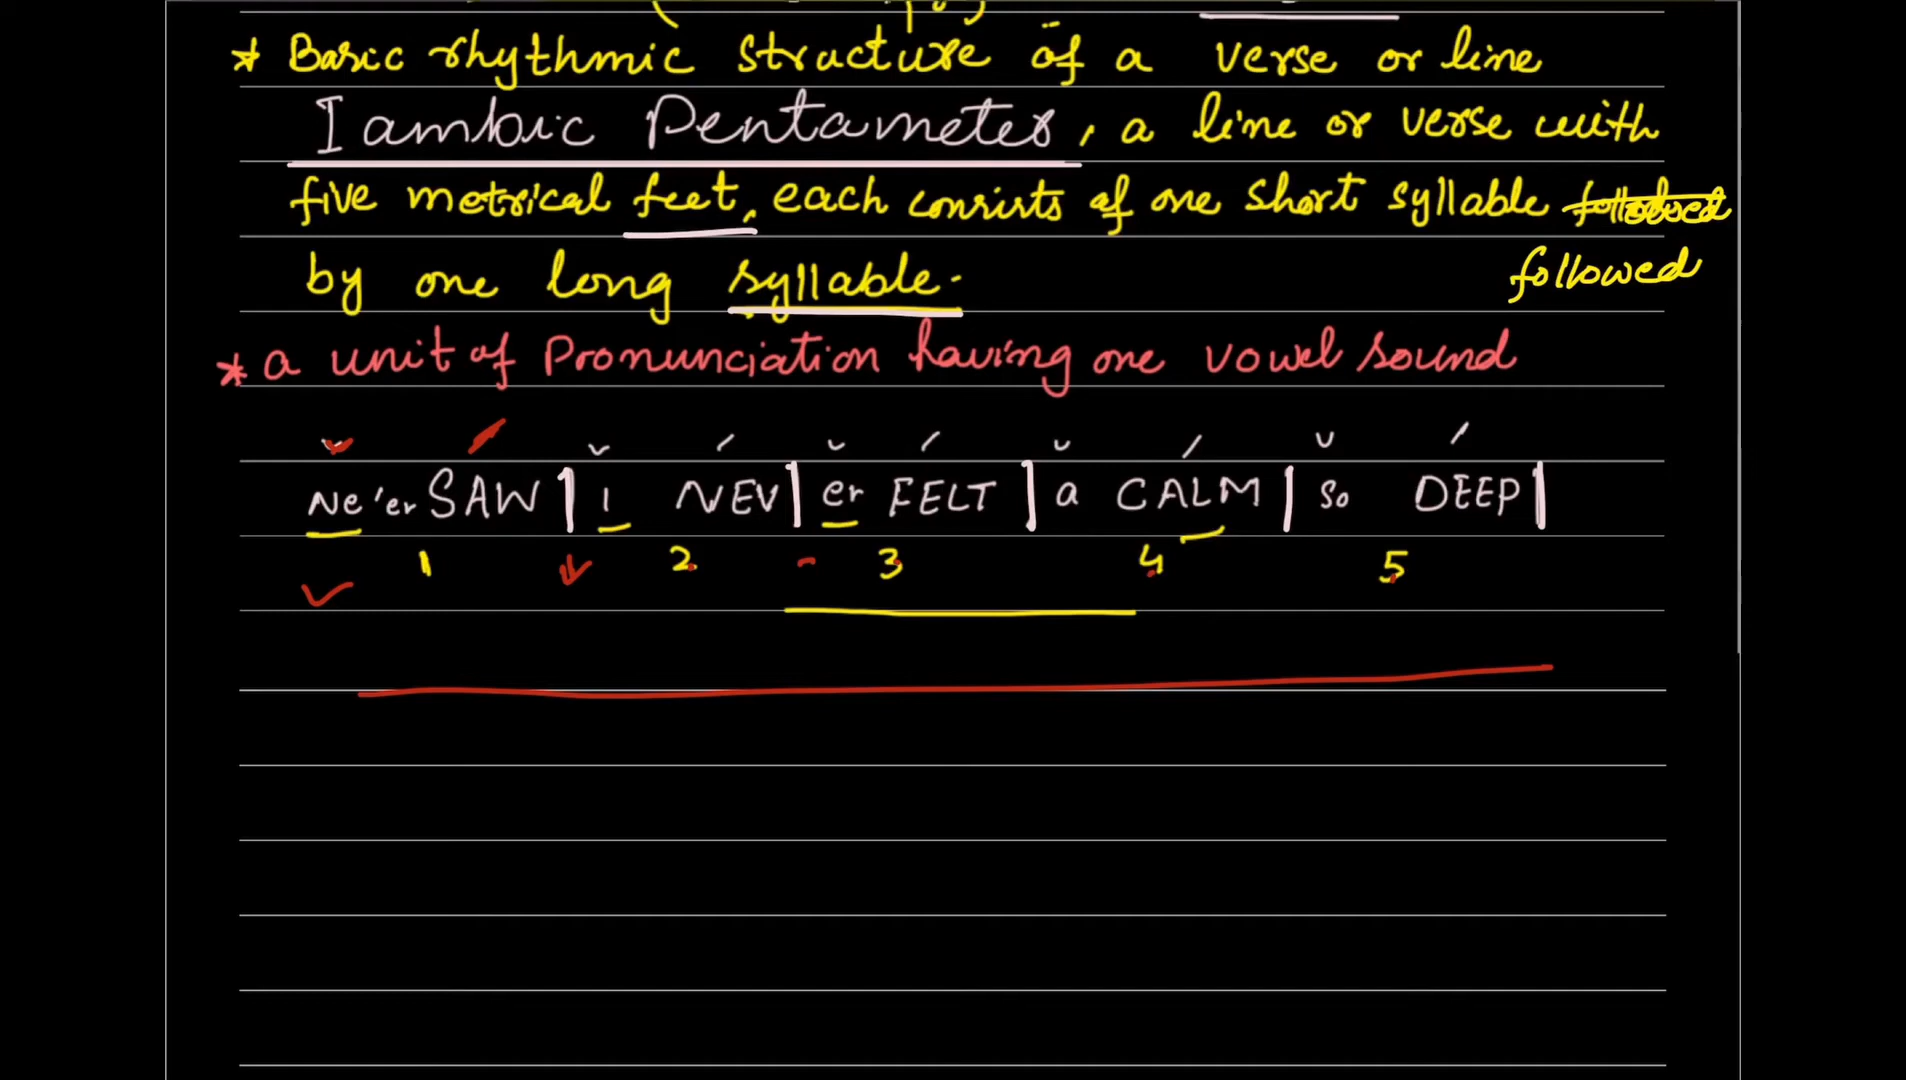 * Basic rhythmic structure of a verse or line
Iambic Pentameter, a line or verse with
five metrical feet, each consists of one short syllable followed
by one long syllable. followed
* a unit of Pronunciation having one vowel sound
˘ / ˘ / ˘ / ˘ / ˘ /
Ne'er SAW | I NEV | er FELT | a CALM | so DEEP |
1 2 3 4 5